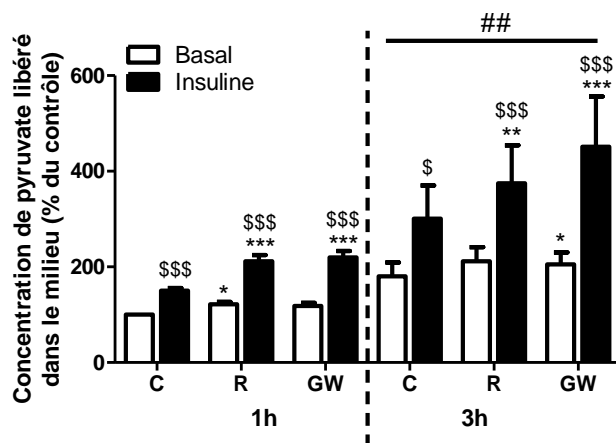 Concentration de pyruvate libéré
dans le milieu (% du contrôle)
Basal
Insuline
##
600
400
200
0
$$$
*
$$$
***
$$$
***
$
$$$
**
*
$$$
***
C R GW C R GW
1h 3h